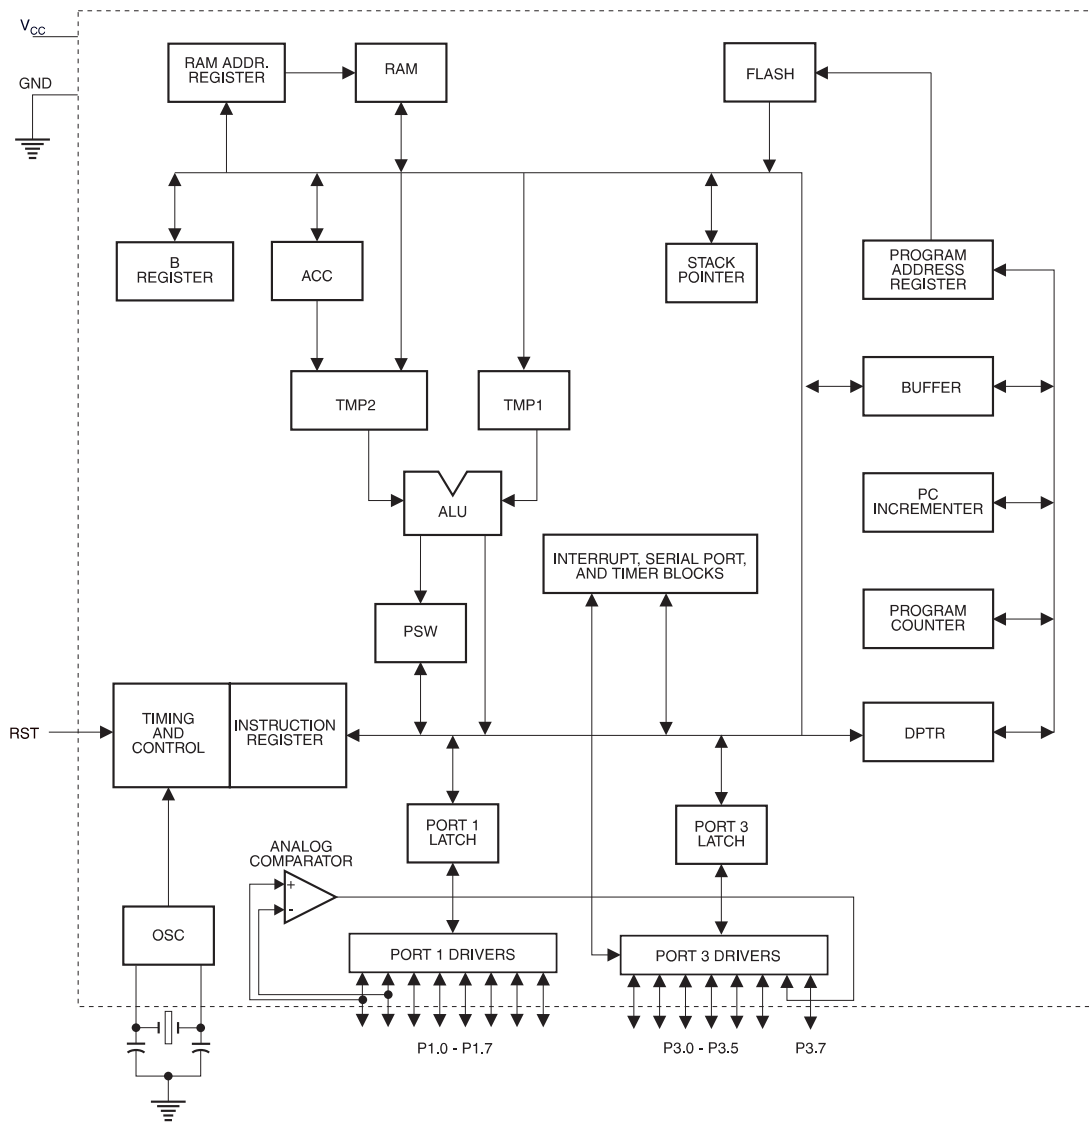 VCC
GND
RAM ADDR.
REGISTER
RAM
FLASH
B
REGISTER
ACC
STACK
POINTER
PROGRAM
ADDRESS
REGISTER
TMP2
TMP1
BUFFER
ALU
PC
INCREMENTER
INTERRUPT, SERIAL PORT,
AND TIMER BLOCKS
PSW
PROGRAM
COUNTER
RST
TIMING
AND
CONTROL
INSTRUCTION
REGISTER
DPTR
PORT 1
LATCH
PORT 3
LATCH
ANALOG
COMPARATOR
+
-
OSC
PORT 1 DRIVERS
PORT 3 DRIVERS
P1.0 - P1.7
P3.0 - P3.5
P3.7